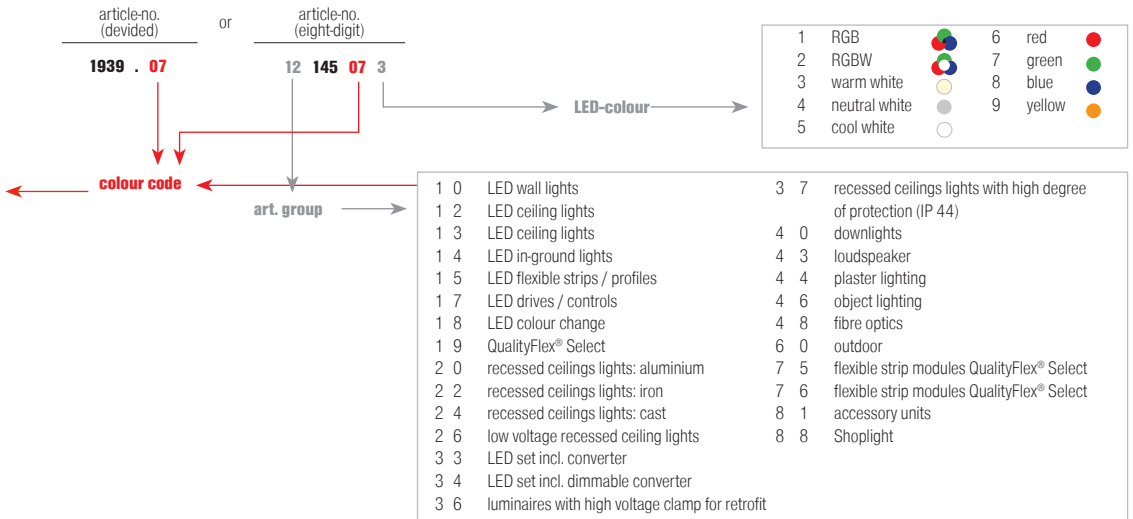 article-no.
(devided)
or
article-no.
(eight-digit)
1939 . 07
12 145 07 3
LED-colour
1 RGB
2 RGBW
3 warm white
4 neutral white
5 cool white
6 red
7 green
8 blue
9 yellow
colour code
art. group
1 0 LED wall lights
1 2 LED ceiling lights
1 3 LED ceiling lights
1 4 LED in-ground lights
1 5 LED flexible strips / profiles
1 7 LED drives / controls
1 8 LED colour change
1 9 QualityFlex® Select
2 0 recessed ceilings lights: aluminium
2 2 recessed ceilings lights: iron
2 4 recessed ceilings lights: cast
2 6 low voltage recessed ceiling lights
3 3 LED set incl. converter
3 4 LED set incl. dimmable converter
3 6 luminaires with high voltage clamp for retrofit
3 7 recessed ceilings lights with high degree
of protection (IP 44)
4 0 downlights
4 3 loudspeaker
4 4 plaster lighting
4 6 object lighting
4 8 fibre optics
6 0 outdoor
7 5 flexible strip modules QualityFlex® Select
7 6 flexible strip modules QualityFlex® Select
8 1 accessory units
8 8 Shoplight